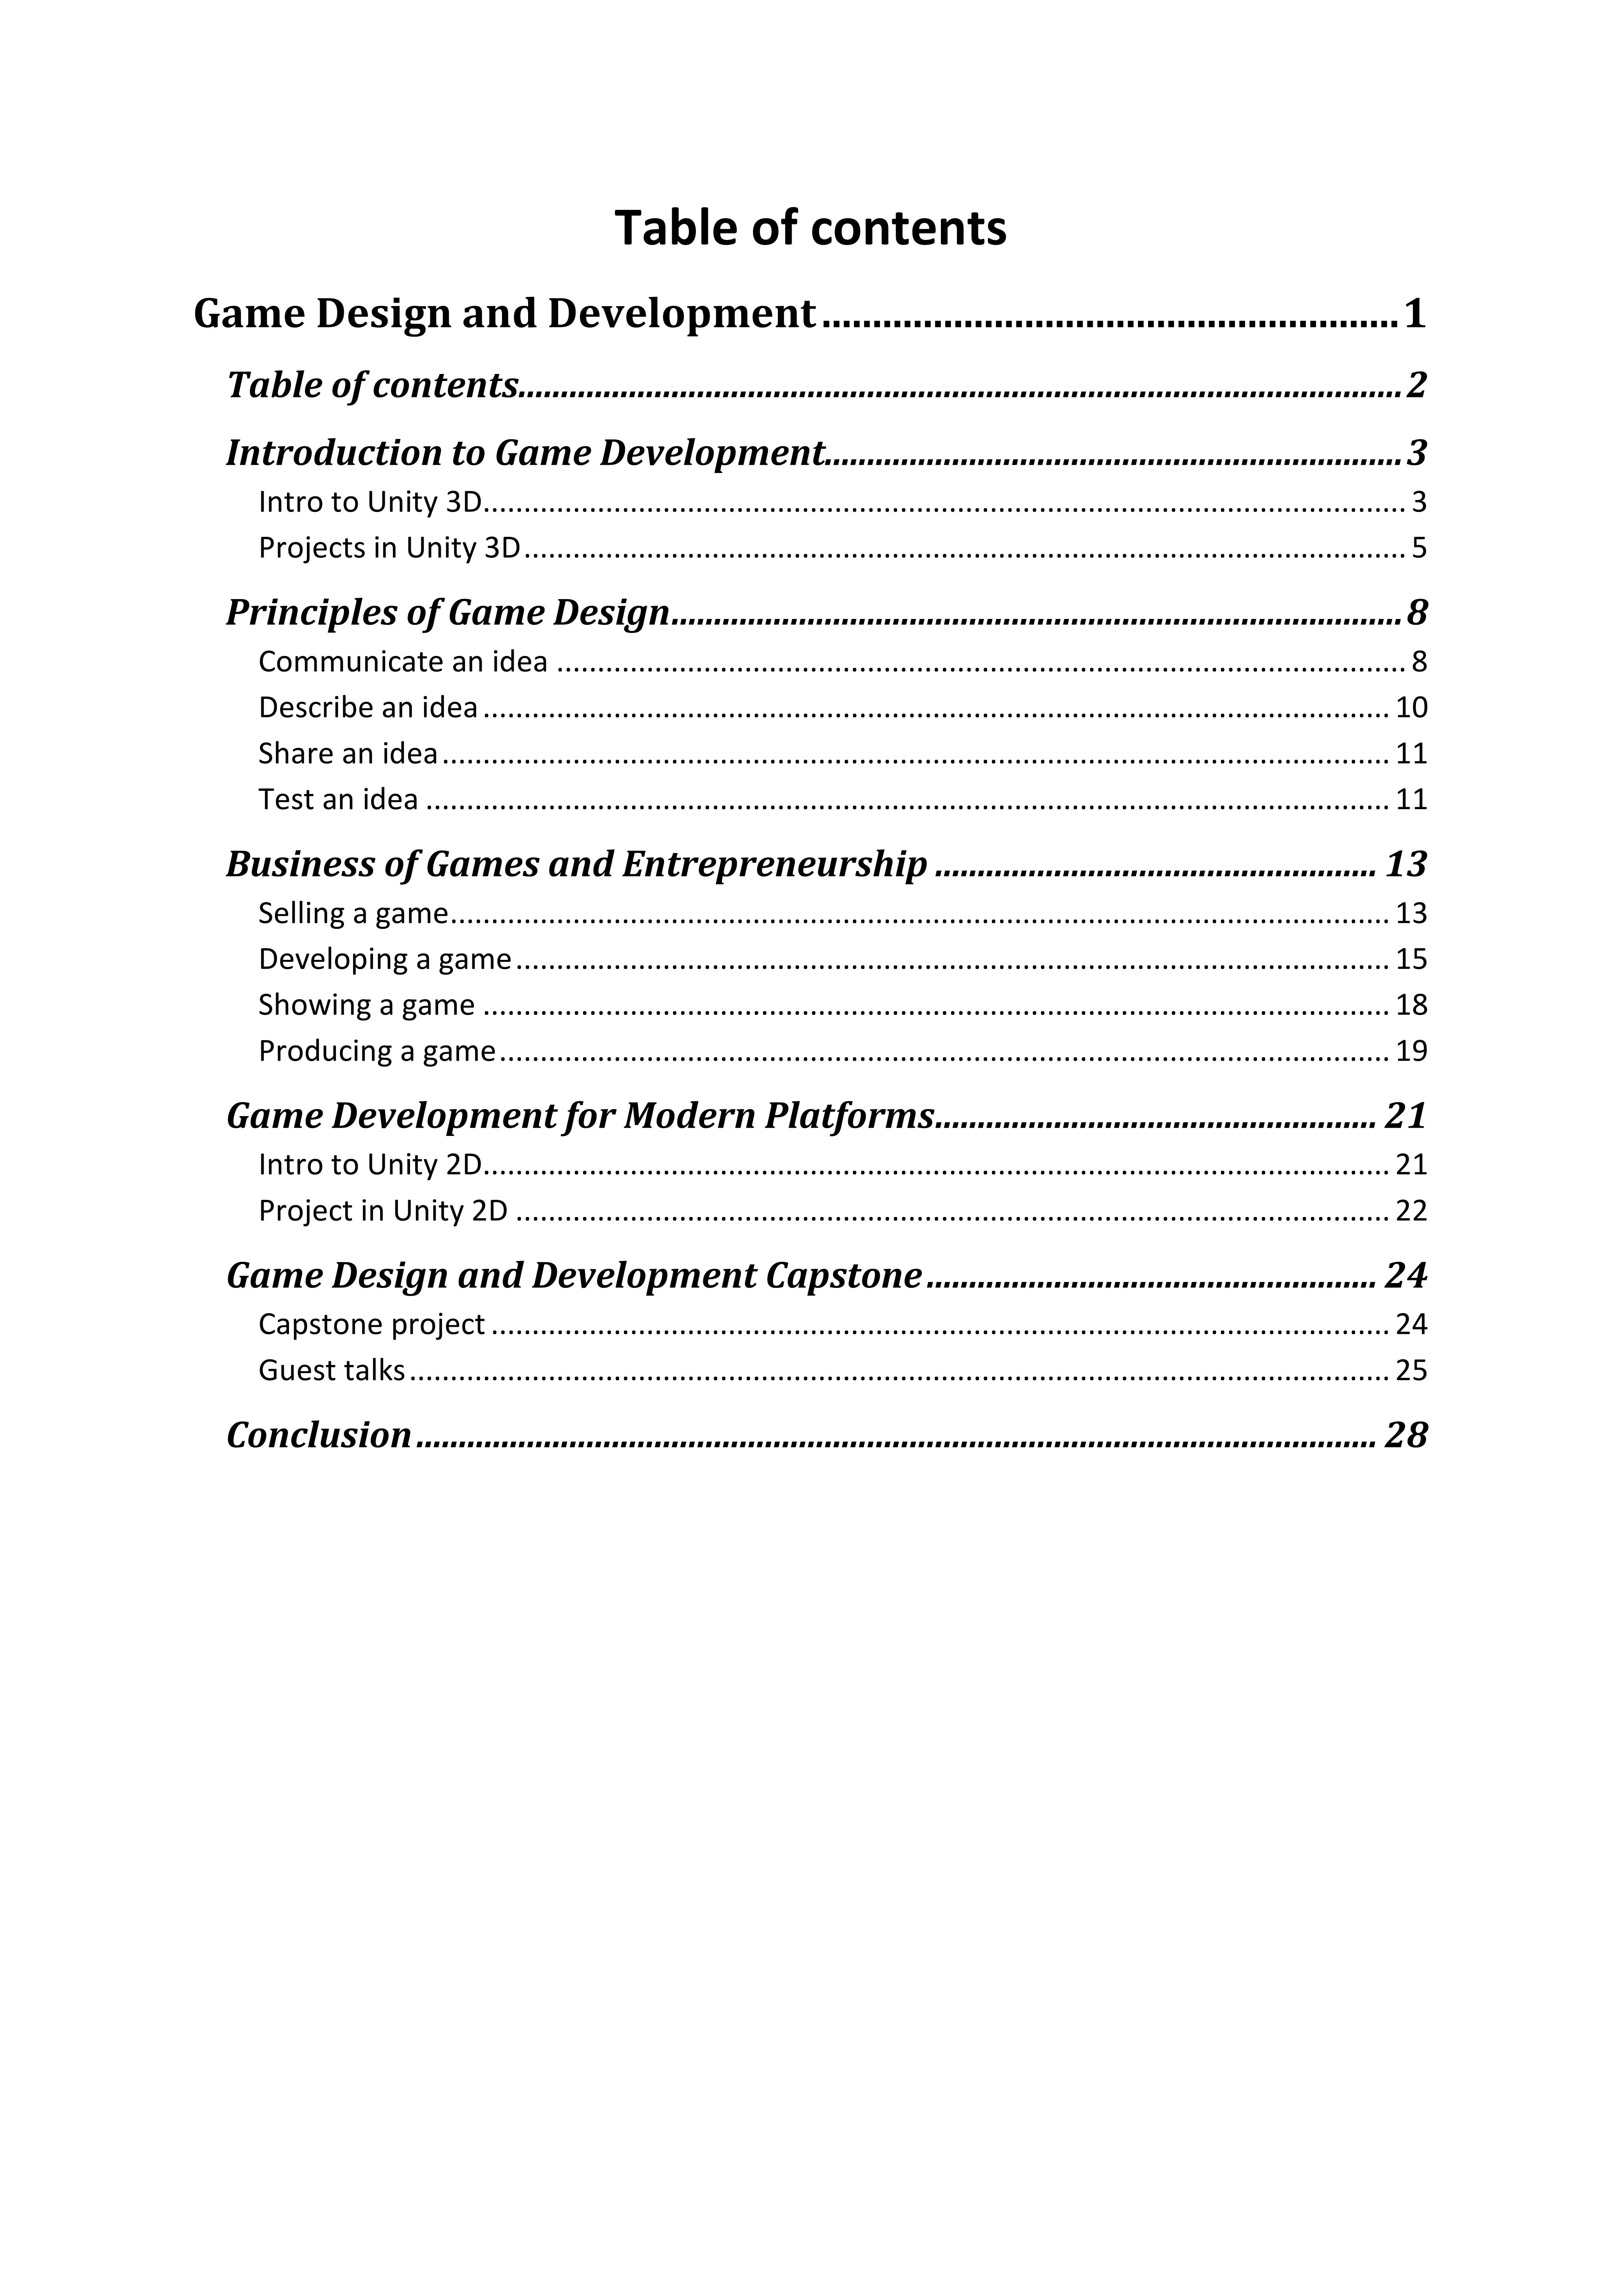 Table of contents
Game Design and Development 1
Table of contents 2
Introduction to Game Development 3
Intro to Unity 3D 3
Projects in Unity 3D 5
Principles of Game Design 8
Communicate an idea 8
Describe an idea 10
Share an idea 11
Test an idea 11
Business of Games and Entrepreneurship 13
Selling a game 13
Developing a game 15
Showing a game 18
Producing a game 19
Game Development for Modern Platforms 21
Intro to Unity 2D 21
Project in Unity 2D 22
Game Design and Development Capstone 24
Capstone project 24
Guest talks 25
Conclusion 28